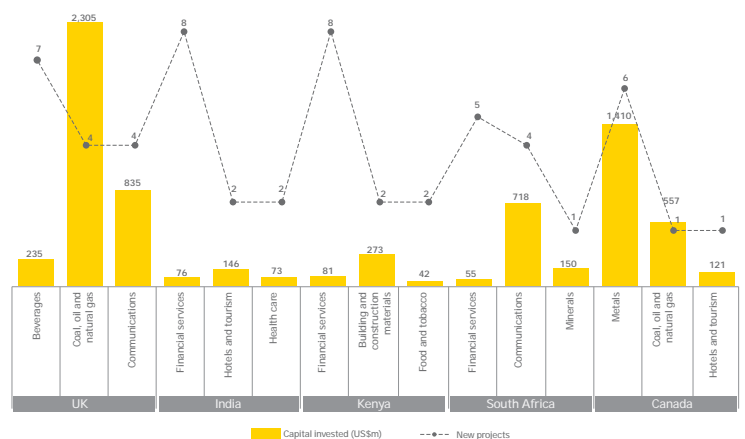 2,305
8
8
7
6
5
1,410
4
4
4
835
718
557
2
2
2
2
1
1
1
235
273
76
146
73
81
42
55
150
121
Beverages
Coal, oil and
natural gas
Communications
Financial services
Hotels and tourism
Health care
Financial services
Building and
construction
materials
Food and tobacco
Financial services
Communications
Minerals
Metals
Coal, oil and
natural gas
Hotels and tourism
UK
India
Kenya
South Africa
Canada
Capital invested (US$m)
New projects